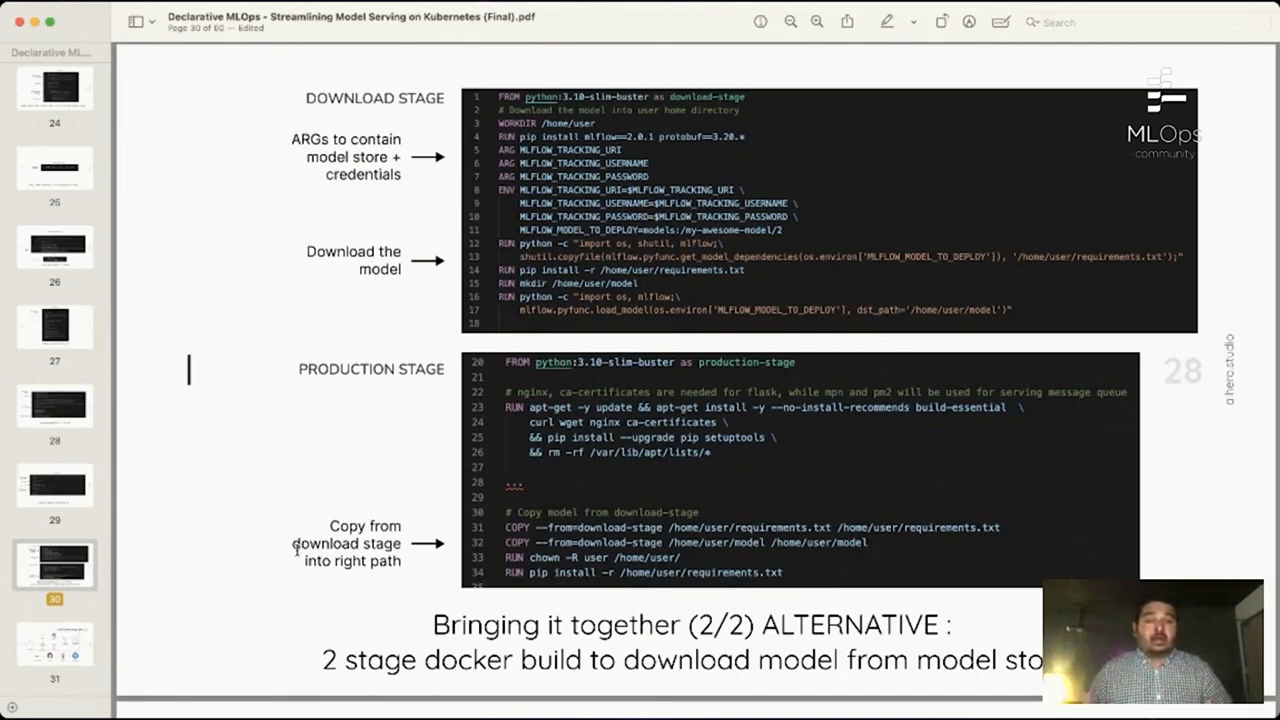 Declarative MLOps - Streamlining Model Serving on Kubernetes (Final).pdf
Page 30 of 60 — Edited
Search
Declarative ML...
24
25
26
27
28
29
30
31
MLOps
community
DOWNLOAD STAGE
ARGs to contain
model store +
credentials
Download the
model
1 FROM python:3.10-slim-buster as download-stage
2 # Download the model into user home directory
3 WORKDIR /home/user
4 RUN pip install mlflow==2.0.1 protobuf==3.20.*
5 ARG MLFLOW_TRACKING_URI
6 ARG MLFLOW_TRACKING_USERNAME
7 ARG MLFLOW_TRACKING_PASSWORD
8 ENV MLFLOW_TRACKING_URI=$MLFLOW_TRACKING_URI \
9 MLFLOW_TRACKING_USERNAME=$MLFLOW_TRACKING_USERNAME \
10 MLFLOW_TRACKING_PASSWORD=$MLFLOW_TRACKING_PASSWORD \
11 MLFLOW_MODEL_TO_DEPLOY=models:/my-awesome-model/2
12 RUN python -c "import os, shutil, mlflow;\
13 shutil.copyfile(mlflow.pyfunc.get_model_dependencies(os.environ['MLFLOW_MODEL_TO_DEPLOY']), '/home/user/requirements.txt');"
14 RUN pip install -r /home/user/requirements.txt
15 RUN mkdir /home/user/model
16 RUN python -c "import os, mlflow;\
17 mlflow.pyfunc.load_model(os.environ['MLFLOW_MODEL_TO_DEPLOY'], dst_path='/home/user/model')"
18
PRODUCTION STAGE
Copy from
download stage
into right path
20 FROM python:3.10-slim-buster as production-stage
21
22 # nginx, ca-certificates are needed for flask, while mpn and pm2 will be used for serving message queue
23 RUN apt-get -y update && apt-get install -y --no-install-recommends build-essential \
24 curl wget nginx ca-certificates \
25 && pip install --upgrade pip setuptools \
26 && rm -rf /var/lib/apt/lists/*
27
28 ...
29
30 # Copy model from download-stage
31 COPY --from=download-stage /home/user/requirements.txt /home/user/requirements.txt
32 COPY --from=download-stage /home/user/model /home/user/model
33 RUN chown -R user /home/user/
34 RUN pip install -r /home/user/requirements.txt
28
a hero.studio
Bringing it together (2/2) ALTERNATIVE :
2 stage docker build to download model from model sto